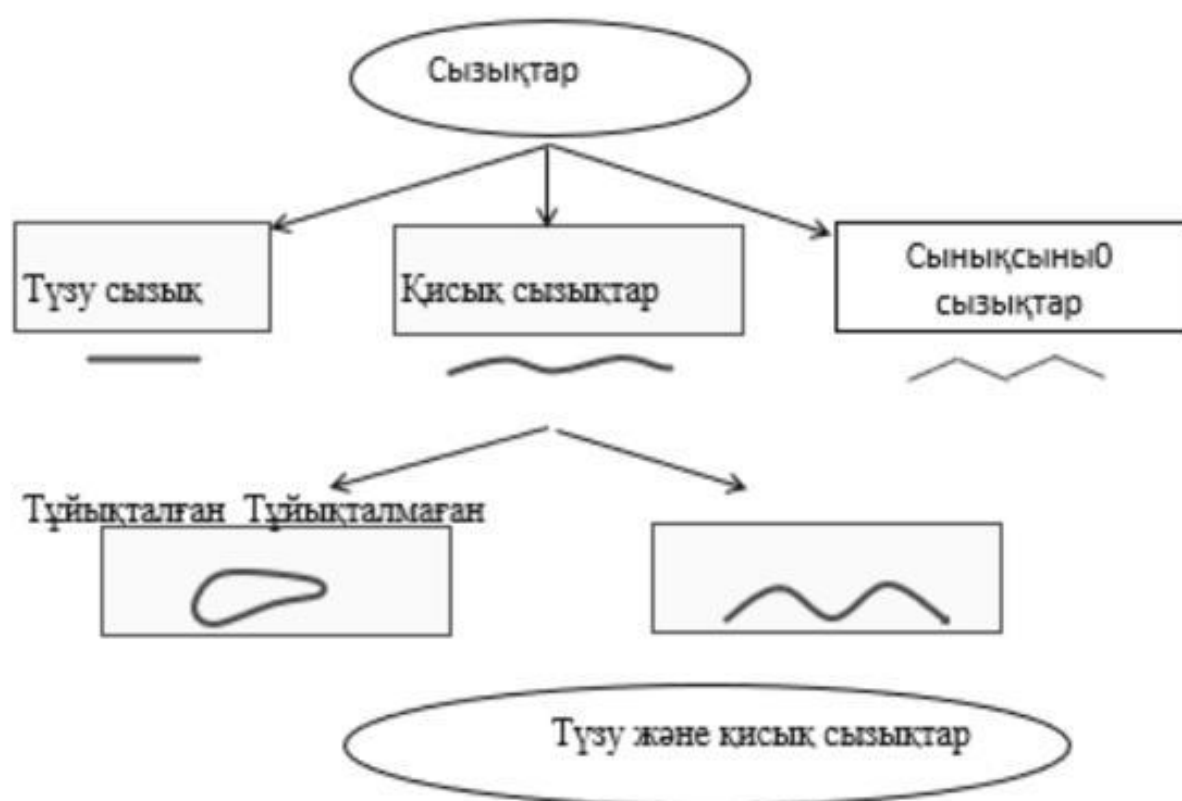 Сызықтар
Түзу сызық
Қисық сызықтар
Сынықсыны0
сызықтар
Тұйықталған Тұйықталмаған
Түзу және қисық сызықтар